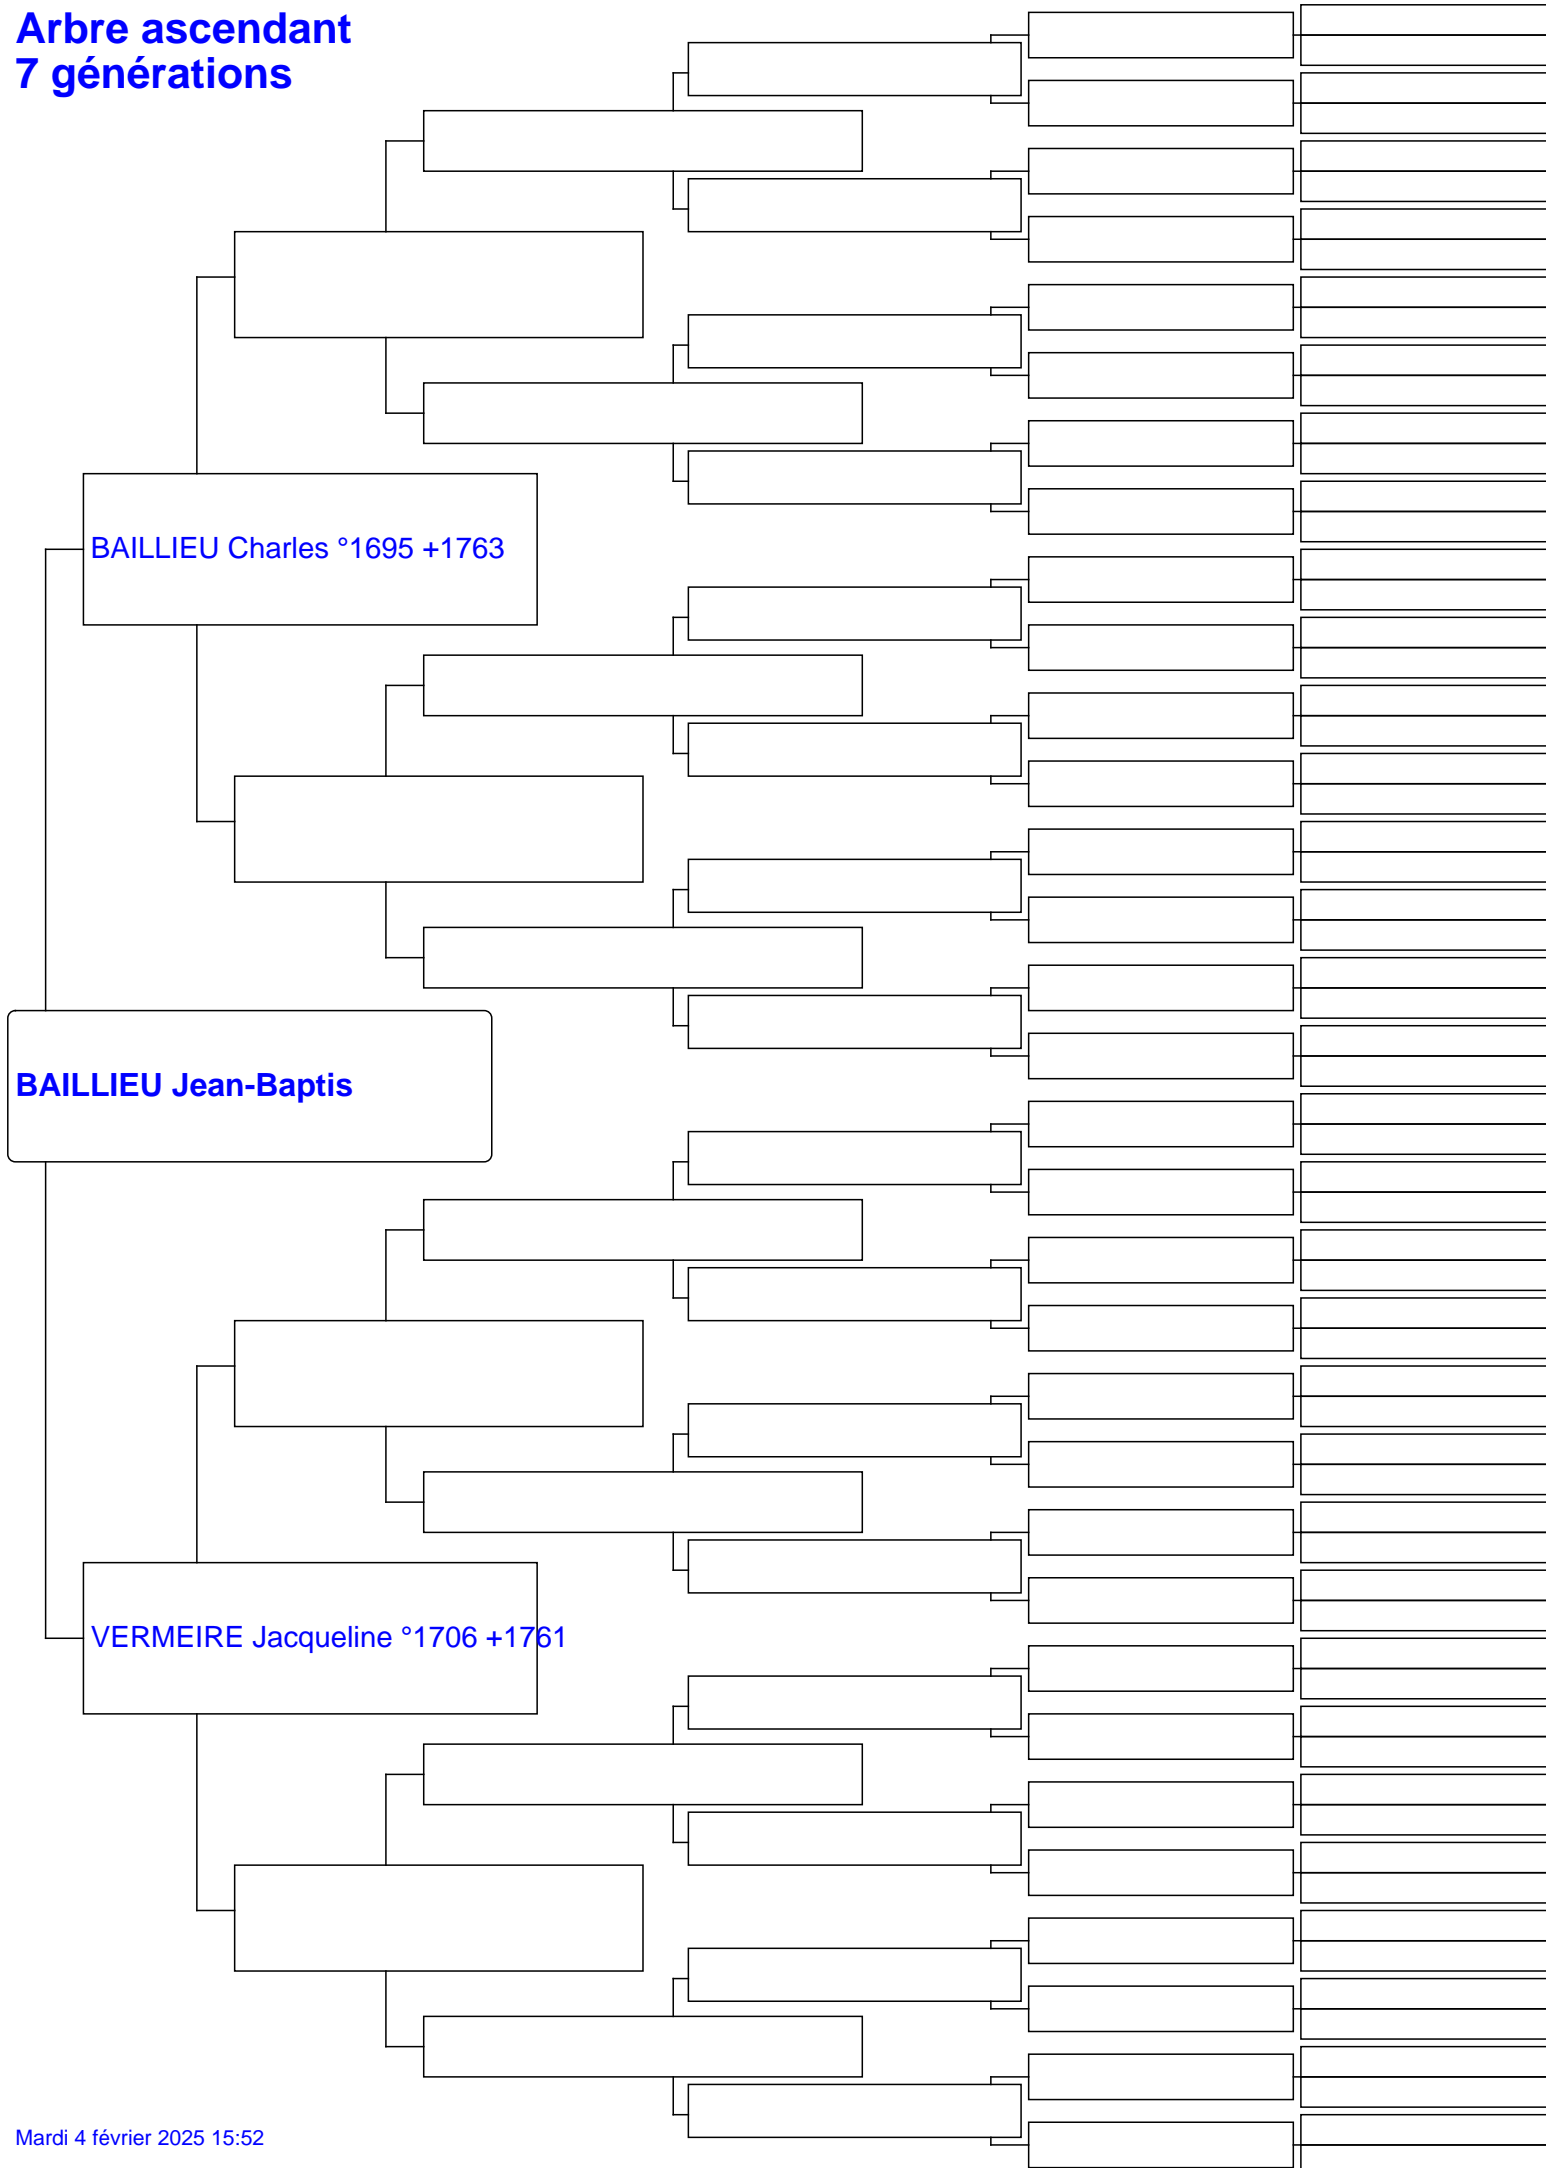 Arbre ascendant
7 générations
BAILLIEU Charles °1695 +1763
BAILLIEU Jean-Baptis
VERMEIRE Jacqueline °1706 +1761
Mardi 4 février 2025 15:52